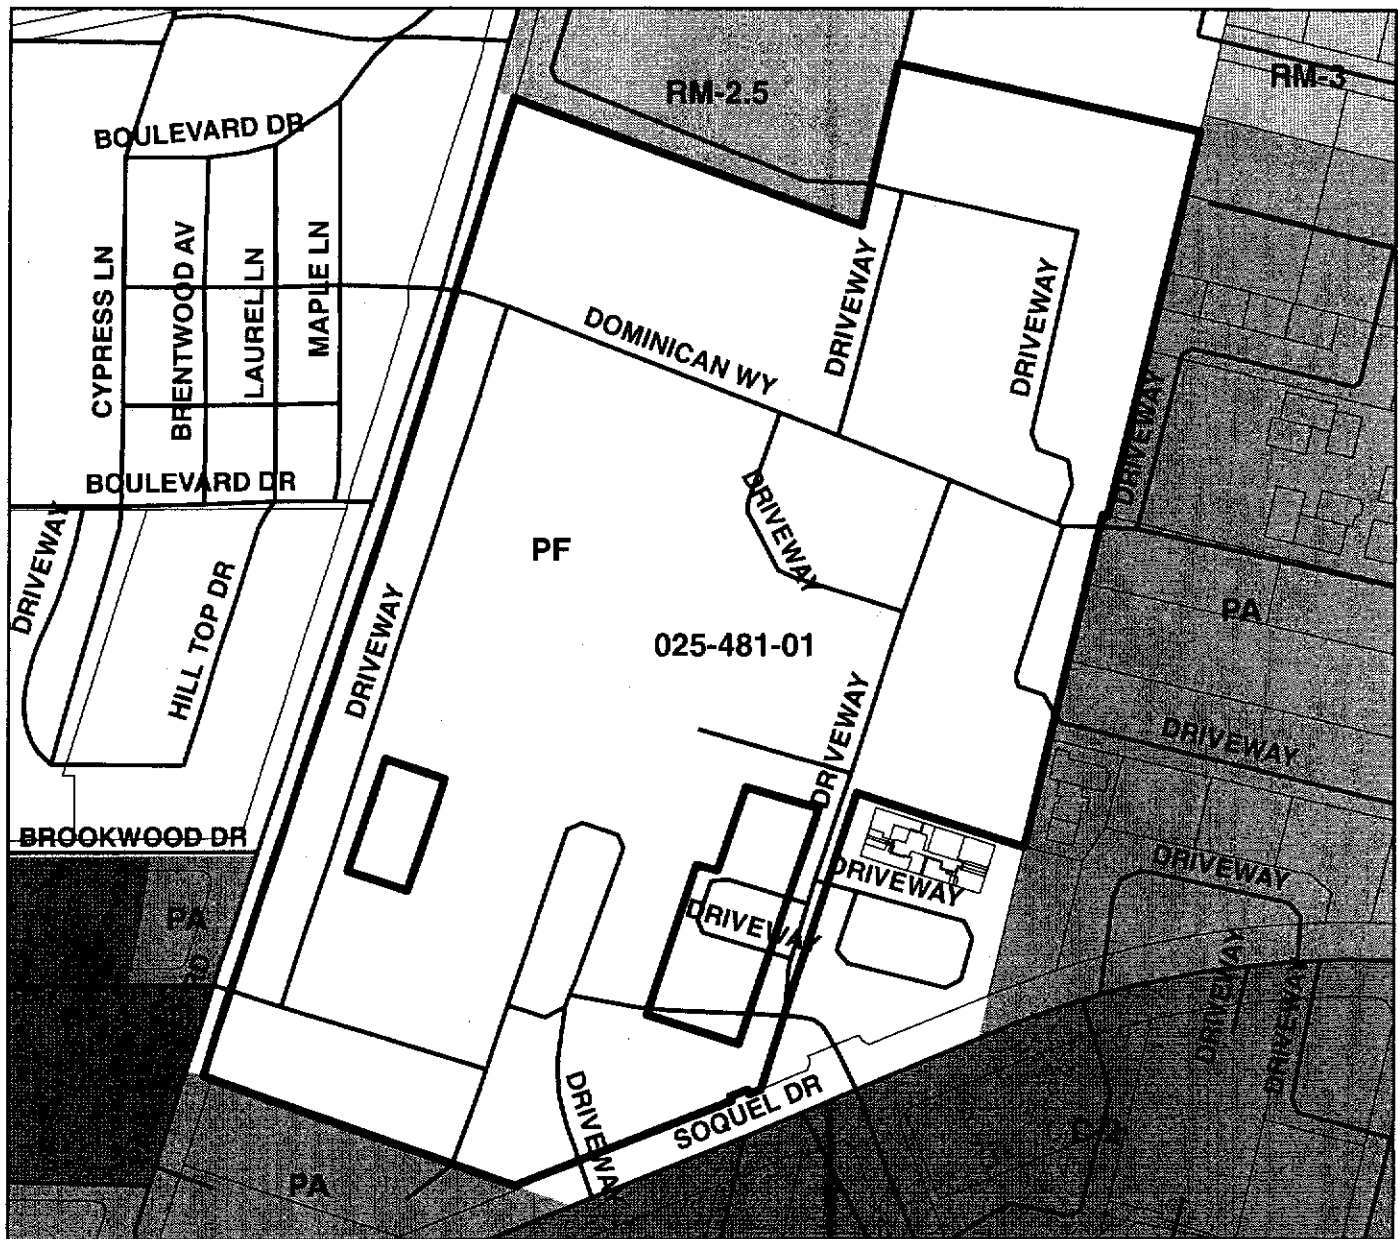 RM-2.5
RM-3
BOULEVARD DR
CYPRESS LN
BRENTWOOD AV
LAUREL LN
MAPLE LN
DOMINICAN WY
DRIVEWAY
DRIVEWAY
DRIVEWAY
BOULEVARD DR
DRIVEWAY
DRIVEWAY
PF
HILL TOP DR
DRIVEWAY
025-481-01
PA
DRIVEWAY
DRIVEWAY
BROOKWOOD DR
DRIVEWAY
DRIVEWAY
DRIVEWAY
PA
DRIVEWAY
DRIVEWAY
SOQUEL DR
DRIVEWAY
PA